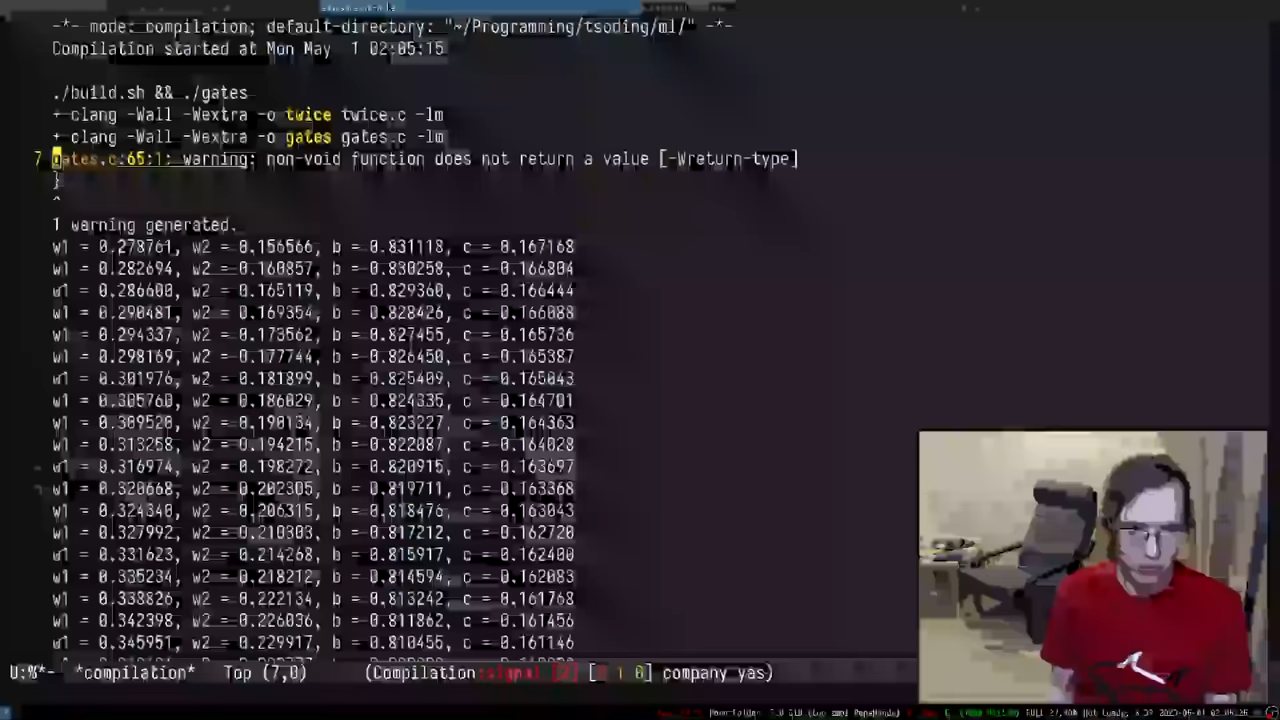 -*- mode: compilation; default-directory: "~/Programming/tsoding/ml/" -*-
Compilation started at Mon May  1 02:05:15
./build.sh && ./gates
+ clang -Wall -Wextra -o twice twice.c -lm
+ clang -Wall -Wextra -o gates gates.c -lm
7 gates.c:65:1: warning: non-void function does not return a value [-Wreturn-type]
}
^
1 warning generated.
w1 = 0.278761, w2 = 0.156566, b = 0.831118, c = 0.167168
w1 = 0.282694, w2 = 0.160857, b = 0.830258, c = 0.166804
w1 = 0.286600, w2 = 0.165119, b = 0.829360, c = 0.166444
w1 = 0.290481, w2 = 0.169354, b = 0.828426, c = 0.166088
w1 = 0.294337, w2 = 0.173562, b = 0.827455, c = 0.165736
w1 = 0.298169, w2 = 0.177744, b = 0.826450, c = 0.165387
w1 = 0.301976, w2 = 0.181899, b = 0.825409, c = 0.165043
w1 = 0.305760, w2 = 0.186029, b = 0.824335, c = 0.164701
w1 = 0.309520, w2 = 0.190134, b = 0.823227, c = 0.164363
w1 = 0.313258, w2 = 0.194215, b = 0.822087, c = 0.164028
w1 = 0.316974, w2 = 0.198272, b = 0.820915, c = 0.163697
w1 = 0.320668, w2 = 0.202305, b = 0.819711, c = 0.163368
w1 = 0.324340, w2 = 0.206315, b = 0.818476, c = 0.163043
w1 = 0.327992, w2 = 0.210303, b = 0.817212, c = 0.162720
w1 = 0.331623, w2 = 0.214268, b = 0.815917, c = 0.162400
w1 = 0.335234, w2 = 0.218212, b = 0.814594, c = 0.162083
w1 = 0.338826, w2 = 0.222134, b = 0.813242, c = 0.161768
w1 = 0.342398, w2 = 0.226036, b = 0.811862, c = 0.161456
w1 = 0.345951, w2 = 0.229917, b = 0.810455, c = 0.161146
U:%*-  *compilation*   Top (7,0)      (Compilation:signal [2] [0 1 0] company yas)